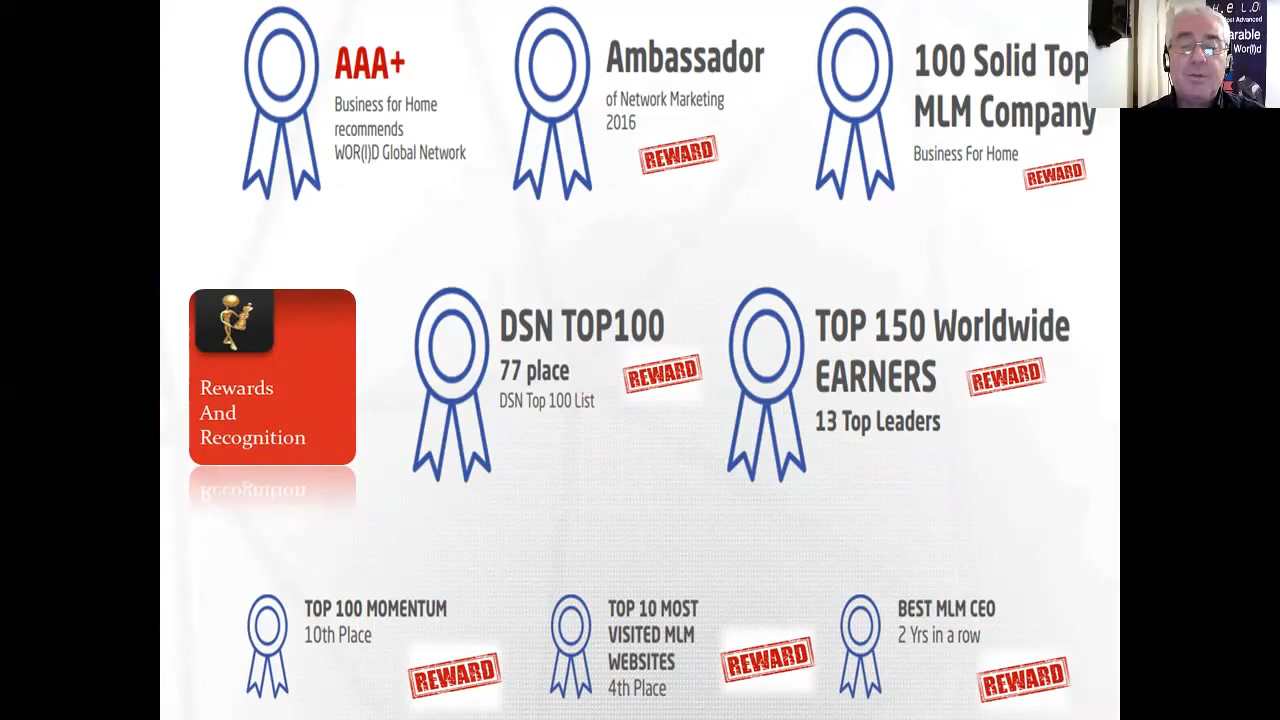 AAA+
Business for Home
recommends
WOR(I)D Global Network
Ambassador
of Network Marketing
2016
REWARD
100 Solid Top
MLM Company
Business For Home
REWARD
H.e L.O
Advanced
Wor(l)d
Rewards
And
Recognition
DSN TOP100
77 place
DSN Top 100 List
REWARD
TOP 150 Worldwide
EARNERS
13 Top Leaders
REWARD
TOP 100 MOMENTUM
10th Place
REWARD
TOP 10 MOST
VISITED MLM
WEBSITES
4th Place
REWARD
BEST MLM CEO
2 Yrs in a row
REWARD